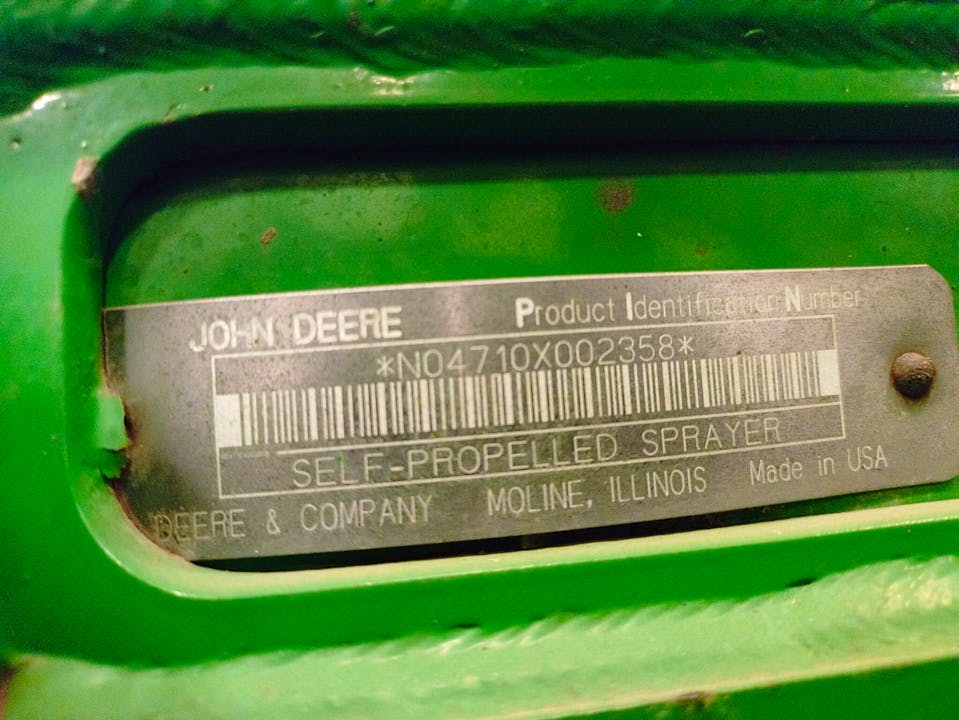 JOHN DEERE Product Identification Number
*N04710X002358*
SELF-PROPELLED SPRAYER
DEERE & COMPANY MOLINE, ILLINOIS Made in USA